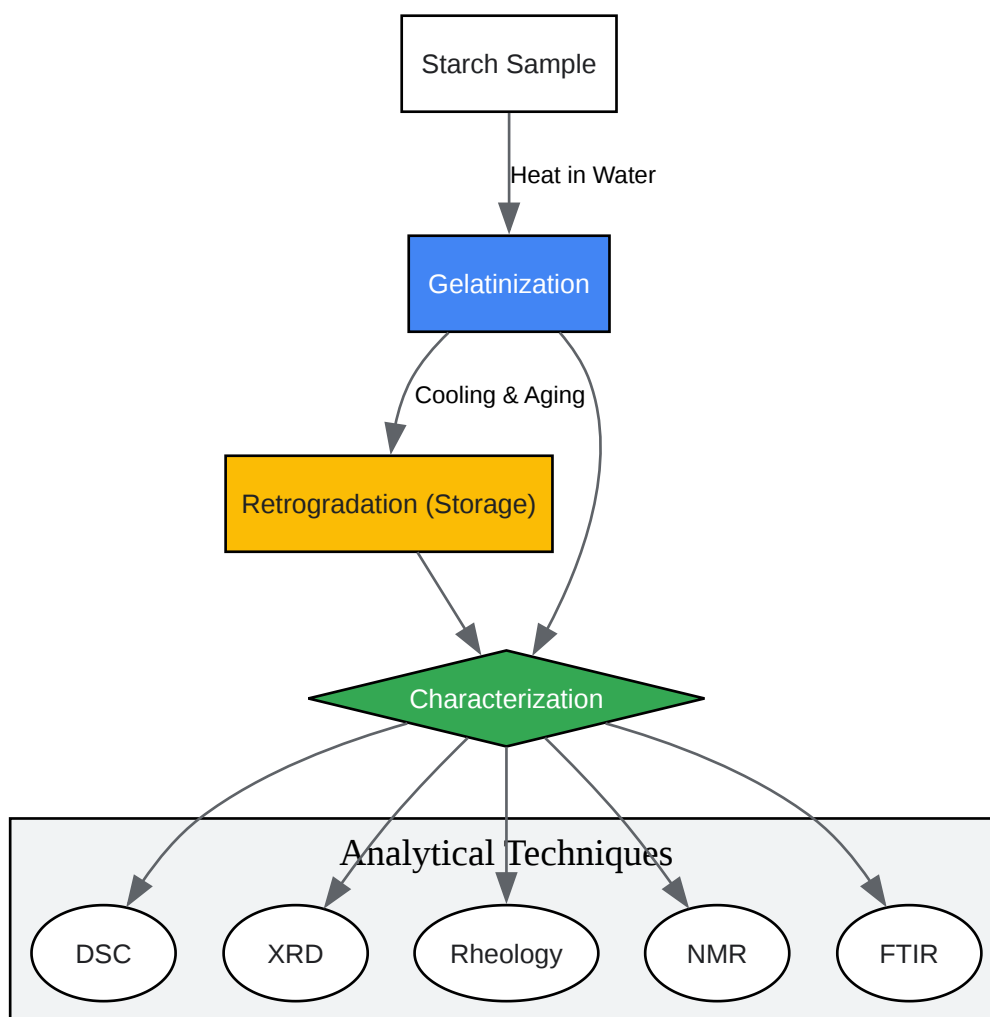 Starch Sample
Heat in Water
Gelatinization
Cooling & Aging
Retrogradation (Storage)
Characterization
Analytical Techniques
DSC
XRD
Rheology
NMR
FTIR